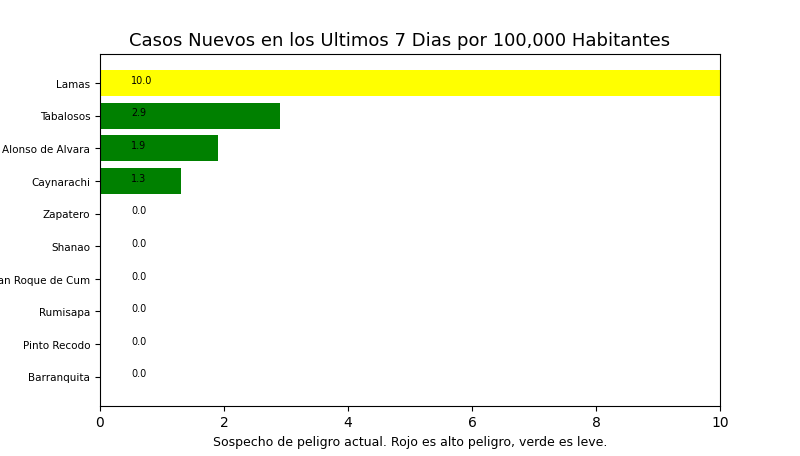 Casos Nuevos en los Ultimos 7 Dias por 100,000 Habitantes
Lamas 10.0
Tabalosos 2.9
Alonso de Alvara 1.9
Caynarachi 1.3
Zapatero 0.0
Shanao 0.0
an Roque de Cum 0.0
Rumisapa 0.0
Pinto Recodo 0.0
Barranquita 0.0
0 2 4 6 8 10
Sospecho de peligro actual. Rojo es alto peligro, verde es leve.